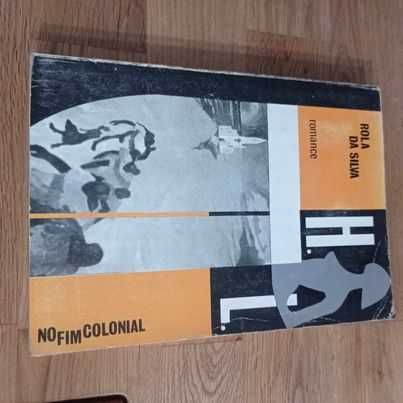 ROLA
DA SILVA
romance
H.
L.
NO FIM COLONIAL